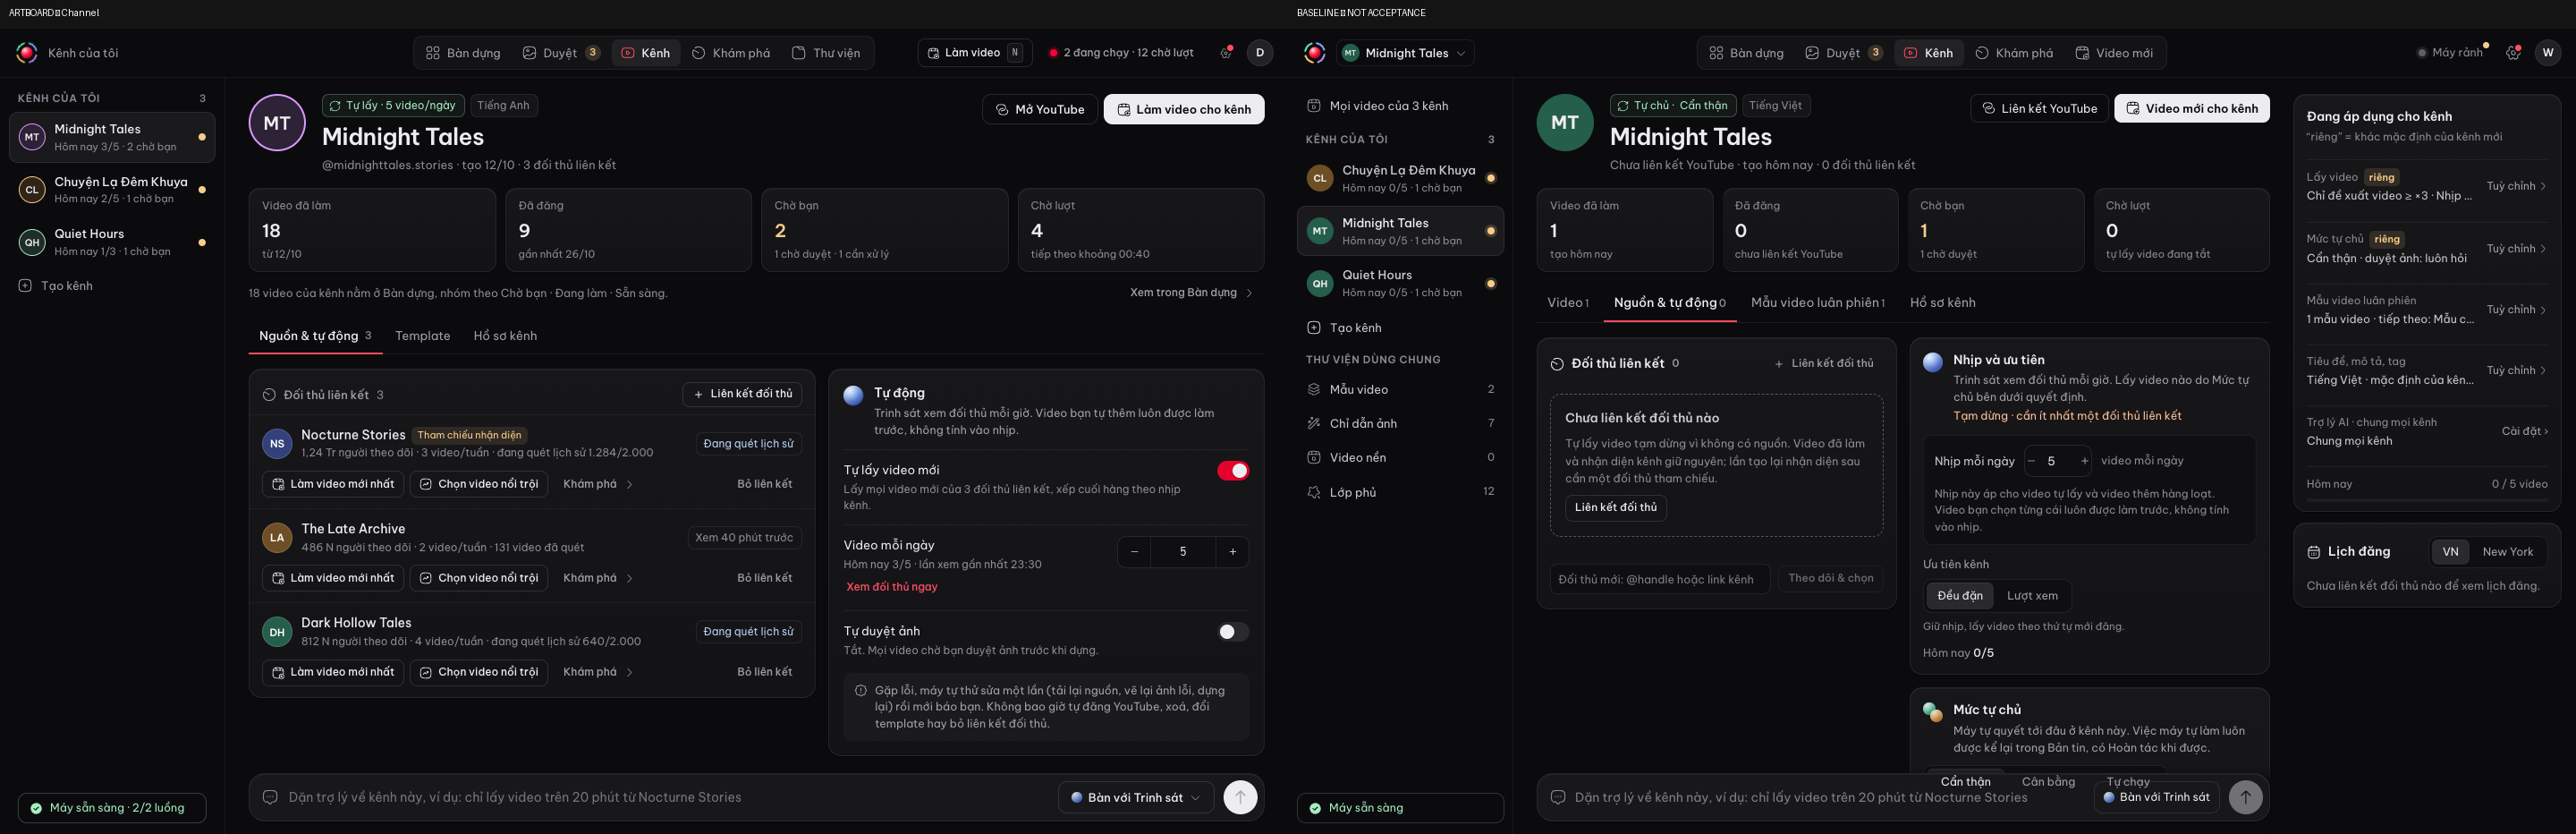 ARTBOARD Channel
Kênh của tôi
Bàn dựng
Duyệt 3
Kênh
Khám phá
Thư viện
Làm video N
2 đang chạy · 12 chờ lượt
D
KÊNH CỦA TÔI 3
MT
Midnight Tales
Hôm nay 3/5 · 2 chờ bạn
CL
Chuyện Lạ Đêm Khuya
Hôm nay 2/5 · 1 chờ bạn
QH
Quiet Hours
Hôm nay 1/3 · 1 chờ bạn
Tạo kênh
Máy sẵn sàng · 2/2 luồng
MT
Tự lấy · 5 video/ngày
Tiếng Anh
Midnight Tales
@midnighttales.stories · tạo 12/10 · 3 đối thủ liên kết
Mở YouTube
Làm video cho kênh
Video đã làm
18
từ 12/10
Đã đăng
9
gần nhất 26/10
Chờ bạn
2
1 chờ duyệt · 1 cần xử lý
Chờ lượt
4
tiếp theo khoảng 00:40
18 video của kênh nằm ở Bàn dựng, nhóm theo Chờ bạn · Đang làm · Sẵn sàng.
Xem trong Bàn dựng
Nguồn & tự động 3
Template
Hồ sơ kênh
Đối thủ liên kết 3
+ Liên kết đối thủ
NS
Nocturne Stories
Tham chiếu nhận diện
1,24 Tr người theo dõi · 3 video/tuần · đang quét lịch sử 1.284/2.000
Đang quét lịch sử
Làm video mới nhất
Chọn video nổi trội
Khám phá
Bỏ liên kết
LA
The Late Archive
486 N người theo dõi · 2 video/tuần · 131 video đã quét
Xem 40 phút trước
Làm video mới nhất
Chọn video nổi trội
Khám phá
Bỏ liên kết
DH
Dark Hollow Tales
812 N người theo dõi · 4 video/tuần · đang quét lịch sử 640/2.000
Đang quét lịch sử
Làm video mới nhất
Chọn video nổi trội
Khám phá
Bỏ liên kết
Tự động
Trinh sát xem đối thủ mỗi giờ. Video bạn tự thêm luôn được làm
trước, không tính vào nhịp.
Tự lấy video mới
Lấy mọi video mới của 3 đối thủ liên kết, xếp cuối hàng theo nhịp
kênh.
Video mỗi ngày
Hôm nay 3/5 · lần xem gần nhất 23:30
Xem đối thủ ngay
− 5 +
Tự duyệt ảnh
Tắt. Mọi video chờ bạn duyệt ảnh trước khi dựng.
Gặp lỗi, máy tự thử sửa một lần (tải lại nguồn, vẽ lại ảnh lỗi, dựng
lại) rồi mới báo bạn. Không bao giờ tự đăng YouTube, xoá, đổi
template hay bỏ liên kết đối thủ.
Dặn trợ lý về kênh này, ví dụ: chỉ lấy video trên 20 phút từ Nocturne Stories
Bàn với Trinh sát
BASELINE NOT ACCEPTANCE
MT Midnight Tales
Bàn dựng
Duyệt 3
Kênh
Khám phá
Video mới
Máy rảnh
W
Mọi video của 3 kênh
KÊNH CỦA TÔI 3
CL
Chuyện Lạ Đêm Khuya
Hôm nay 0/5 · 1 chờ bạn
MT
Midnight Tales
Hôm nay 0/5 · 1 chờ bạn
QH
Quiet Hours
Hôm nay 0/5 · 1 chờ bạn
Tạo kênh
THƯ VIỆN DÙNG CHUNG
Mẫu video 2
Chỉ dẫn ảnh 7
Video nền 0
Lớp phủ 12
Máy sẵn sàng
MT
Tự chủ · Cẩn thận
Tiếng Việt
Midnight Tales
Chưa liên kết YouTube · tạo hôm nay · 0 đối thủ liên kết
Liên kết YouTube
Video mới cho kênh
Video đã làm
1
tạo hôm nay
Đã đăng
0
chưa liên kết YouTube
Chờ bạn
1
1 chờ duyệt
Chờ lượt
0
tự lấy video đang tắt
Video 1
Nguồn & tự động 0
Mẫu video luân phiên 1
Hồ sơ kênh
Đối thủ liên kết 0
+ Liên kết đối thủ
Chưa liên kết đối thủ nào
Tự lấy video tạm dừng vì không có nguồn. Video đã làm
và nhận diện kênh giữ nguyên; lần tạo lại nhận diện sau
cần một đối thủ tham chiếu.
Liên kết đối thủ
Đối thủ mới: @handle hoặc link kênh
Theo dõi & chọn
Nhịp và ưu tiên
Trinh sát xem đối thủ mỗi giờ. Lấy video nào do Mức tự
chủ bên dưới quyết định.
Tạm dừng · cần ít nhất một đối thủ liên kết
Nhịp mỗi ngày − 5 + video mỗi ngày
Nhịp này áp cho video tự lấy và video thêm hàng loạt.
Video bạn chọn từng cái luôn được làm trước, không tính
vào nhịp.
Ưu tiên kênh
Đều đặn
Lượt xem
Giữ nhịp, lấy video theo thứ tự mới đăng.
Hôm nay 0/5
Mức tự chủ
Máy tự quyết tới đâu ở kênh này. Việc máy tự làm luôn
được kể lại trong Bản tin, có Hoàn tác khi được.
Cẩn thận
Cân bằng
Tự chạy
Dặn trợ lý về kênh này, ví dụ: chỉ lấy video trên 20 phút từ Nocturne Stories
Bàn với Trinh sát
Đang áp dụng cho kênh
“riêng” = khác mặc định của kênh mới
Lấy video riêng
Chỉ đề xuất video ≥ ×3 · Nhịp ...
Tuỳ chỉnh
Mức tự chủ riêng
Cẩn thận · duyệt ảnh: luôn hỏi
Tuỳ chỉnh
Mẫu video luân phiên
1 mẫu video · tiếp theo: Mẫu c...
Tuỳ chỉnh
Tiêu đề, mô tả, tag
Tiếng Việt · mặc định của kên...
Tuỳ chỉnh
Trợ lý AI · chung mọi kênh
Chung mọi kênh
Cài đặt ›
Hôm nay 0 / 5 video
Lịch đăng
VN
New York
Chưa liên kết đối thủ nào để xem lịch đăng.